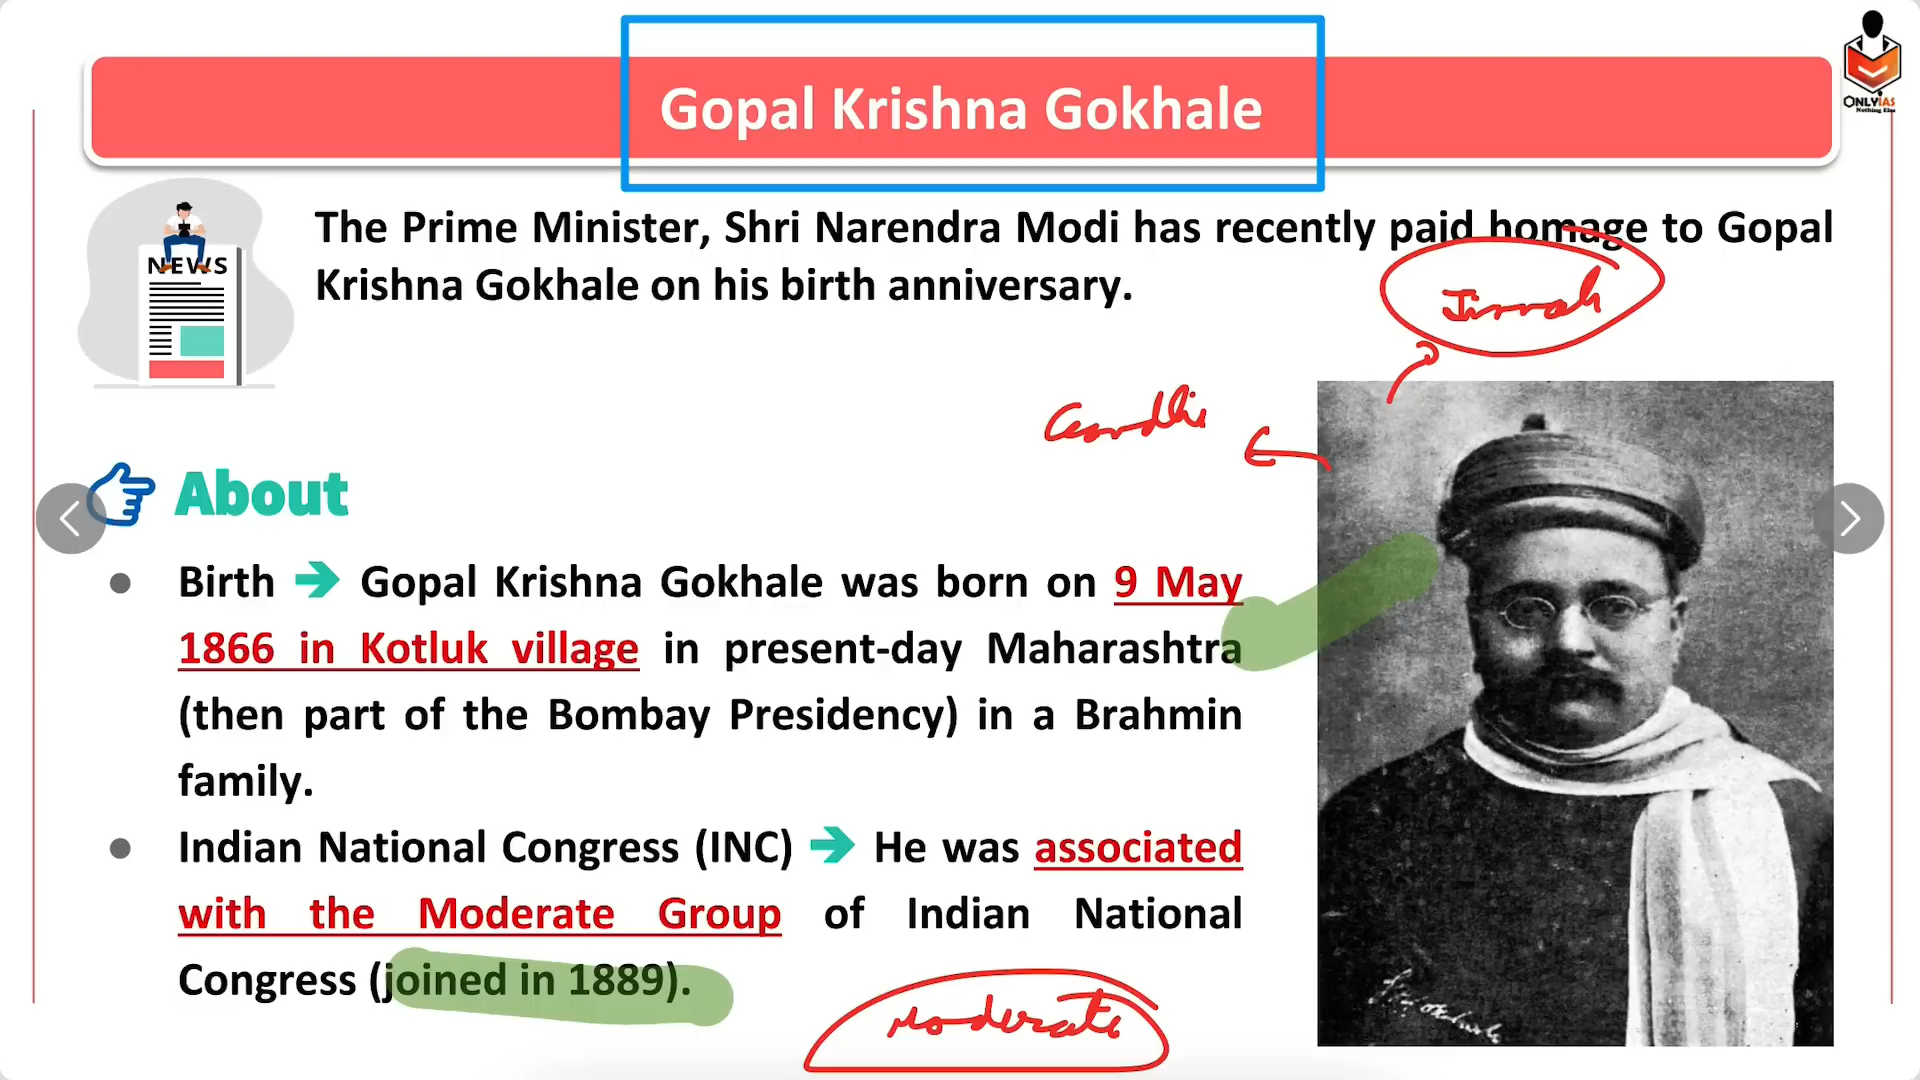 Gopal Krishna Gokhale
ONLYIAS
Nothing Else
NEWS
The Prime Minister, Shri Narendra Modi has recently paid homage to Gopal
Krishna Gokhale on his birth anniversary.
Jinnah
Gandhi
About
Birth → Gopal Krishna Gokhale was born on 9 May
1866 in Kotluk village in present-day Maharashtra
(then part of the Bombay Presidency) in a Brahmin
family.
Indian National Congress (INC) → He was associated
with the Moderate Group of Indian National
Congress (joined in 1889).
Moderate